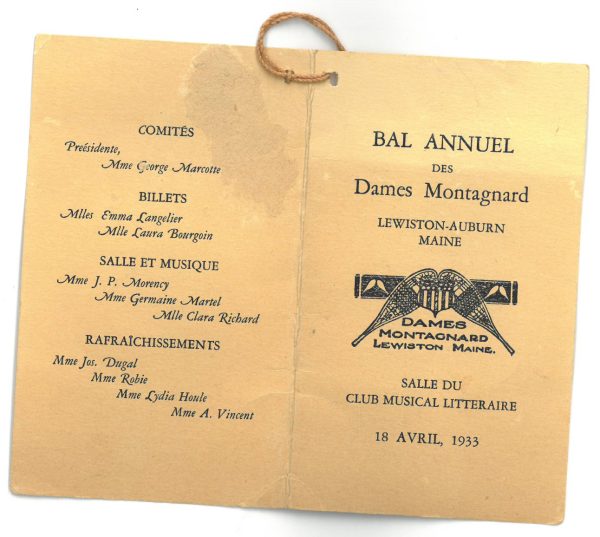 COMITÉS
Preésidente,
Mme George Marcotte
BILLETS
Mlles Emma Langelier
Mlle Laura Bourgoin
SALLE ET MUSIQUE
Mme J. P. Morency
Mme Germaine Martel
Mlle Clara Richard
RAFRAÎCHISSEMENTS
Mme Jos. Dugal
Mme Robie
Mme Lydia Houle
Mme A. Vincent
BAL ANNUEL
DES
Dames Montagnard
LEWISTON-AUBURN
MAINE
DAMES
MONTAGNARD
LEWISTON MAINE.
SALLE DU
CLUB MUSICAL LITTERAIRE
18 AVRIL, 1933